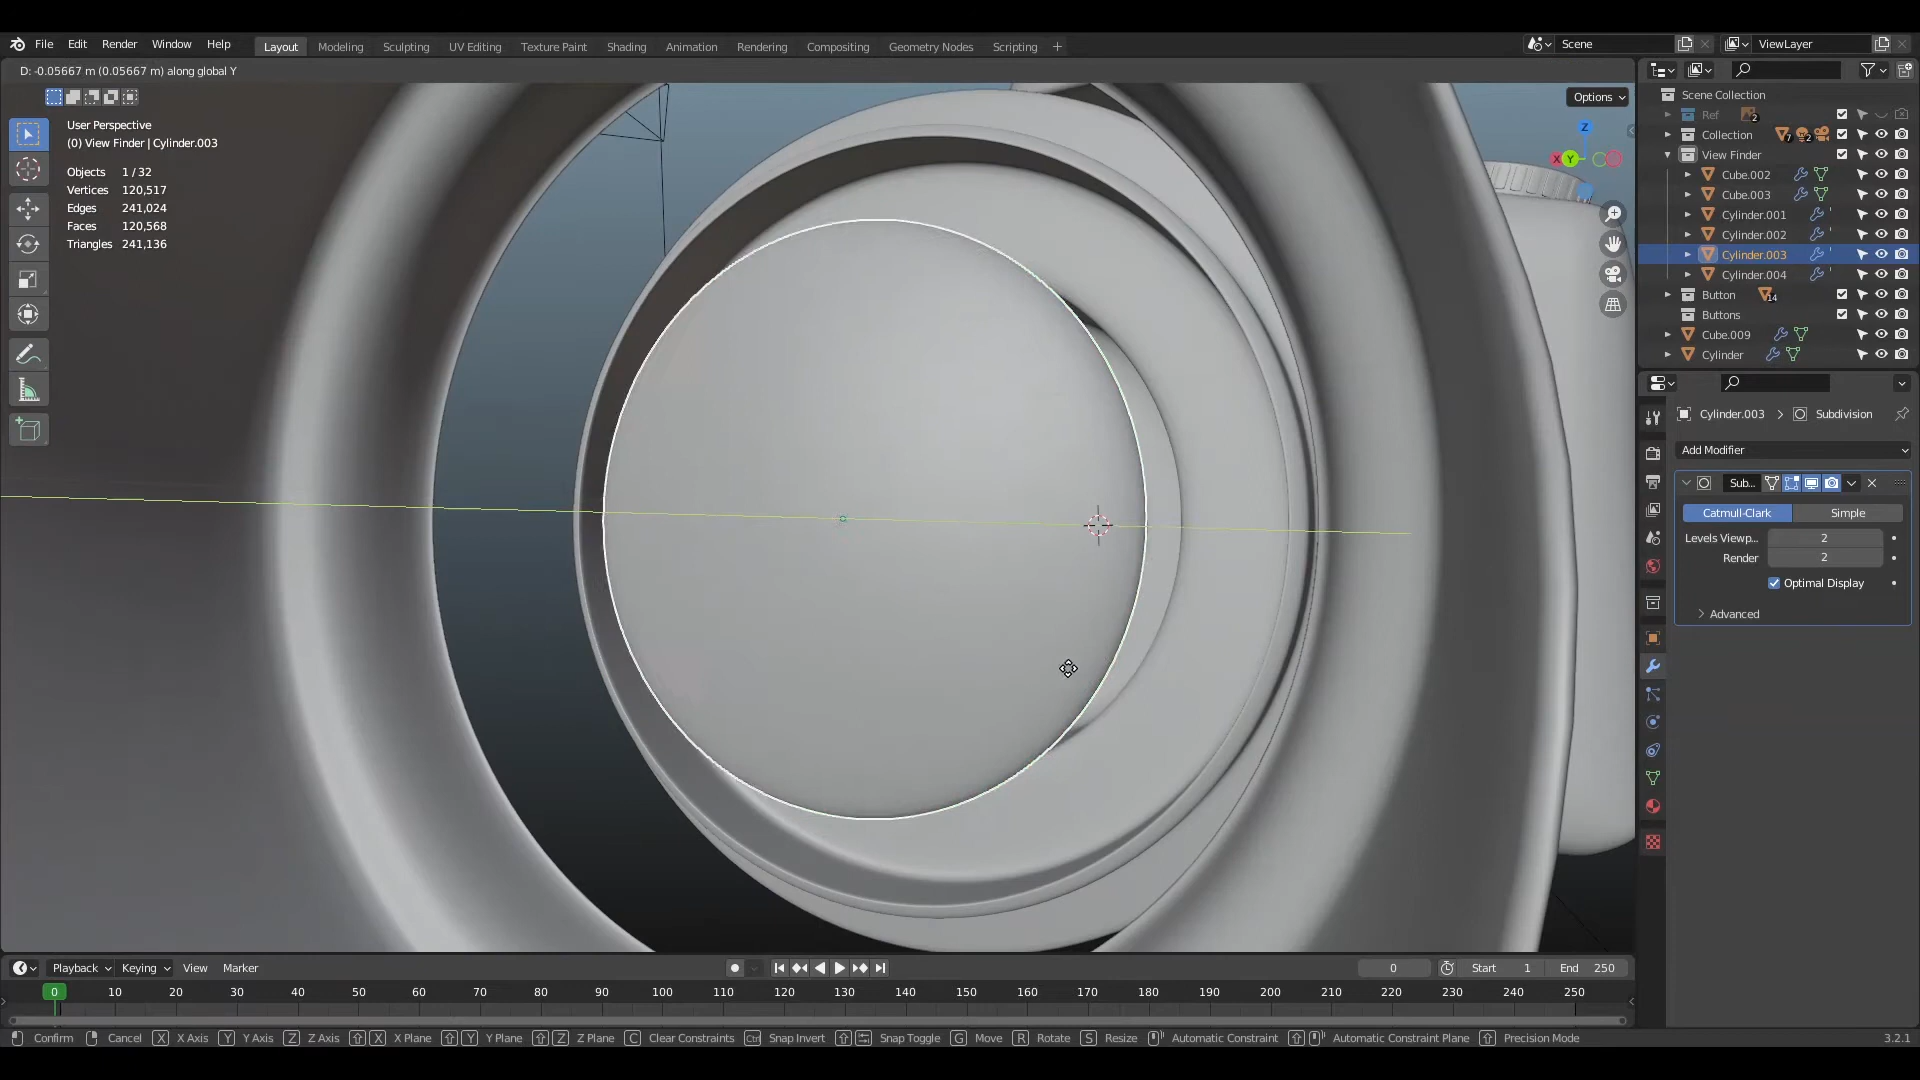 File Edit Render Window Help Layout Modeling Sculpting UV Editing Texture Paint Shading Animation Rendering Compositing Geometry Nodes Scripting + Scene ViewLayer
D: -0.05667 m (0.05667 m) along global Y
Options
User Perspective
(0) View Finder | Cylinder.003
Objects 1 / 32
Vertices 120,517
Edges 241,024
Faces 120,568
Triangles 241,136
Z
X Y
Scene Collection
Ref 2
Collection 7 2
View Finder
Cube.002
Cube.003
Cylinder.001
Cylinder.002
Cylinder.003
Cylinder.004
Button 14
Buttons
Cube.009
Cylinder
Cylinder.003 > Subdivision
Add Modifier
Sub...
Catmull-Clark Simple
Levels Viewp... 2
Render 2
Optimal Display
Advanced
Playback Keying View Marker 0 Start 1 End 250
0 10 20 30 40 50 60 70 80 90 100 110 120 130 140 150 160 170 180 190 200 210 220 230 240 250
Confirm Cancel X X Axis Y Y Axis Z Z Axis X X Plane Y Y Plane Z Z Plane C Clear Constraints Ctrl Snap Invert Snap Toggle G Move R Rotate S Resize Automatic Constraint Automatic Constraint Plane Precision Mode 3.2.1